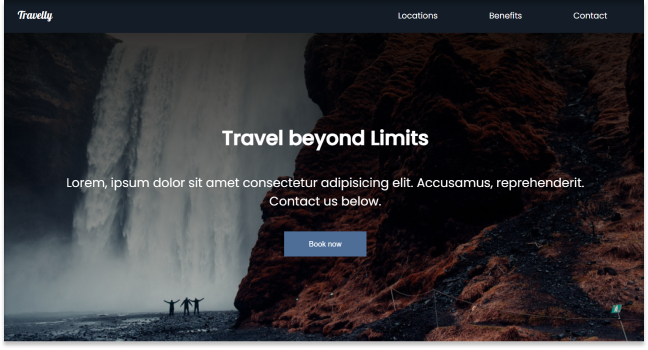 Travelly
Locations
Benefits
Contact
Travel beyond Limits
Lorem, ipsum dolor sit amet consectetur adipisicing elit. Accusamus, reprehenderit.
Contact us below.
Book now